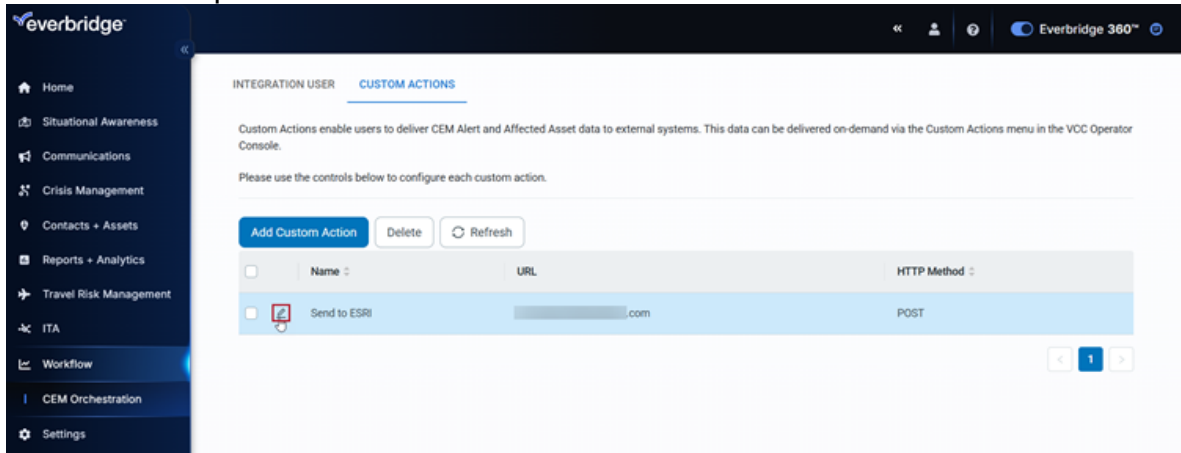 everbridge
Everbridge 360™
Home
Situational Awareness
Communications
Crisis Management
Contacts + Assets
Reports + Analytics
Travel Risk Management
ITA
Workflow
CEM Orchestration
Settings
INTEGRATION USER CUSTOM ACTIONS
Custom Actions enable users to deliver CEM Alert and Affected Asset data to external systems. This data can be delivered on-demand via the Custom Actions menu in the VCC Operator
Console.
Please use the controls below to configure each custom action.
Add Custom Action Delete Refresh
Name URL HTTP Method
Send to ESRI .com POST
< 1 >